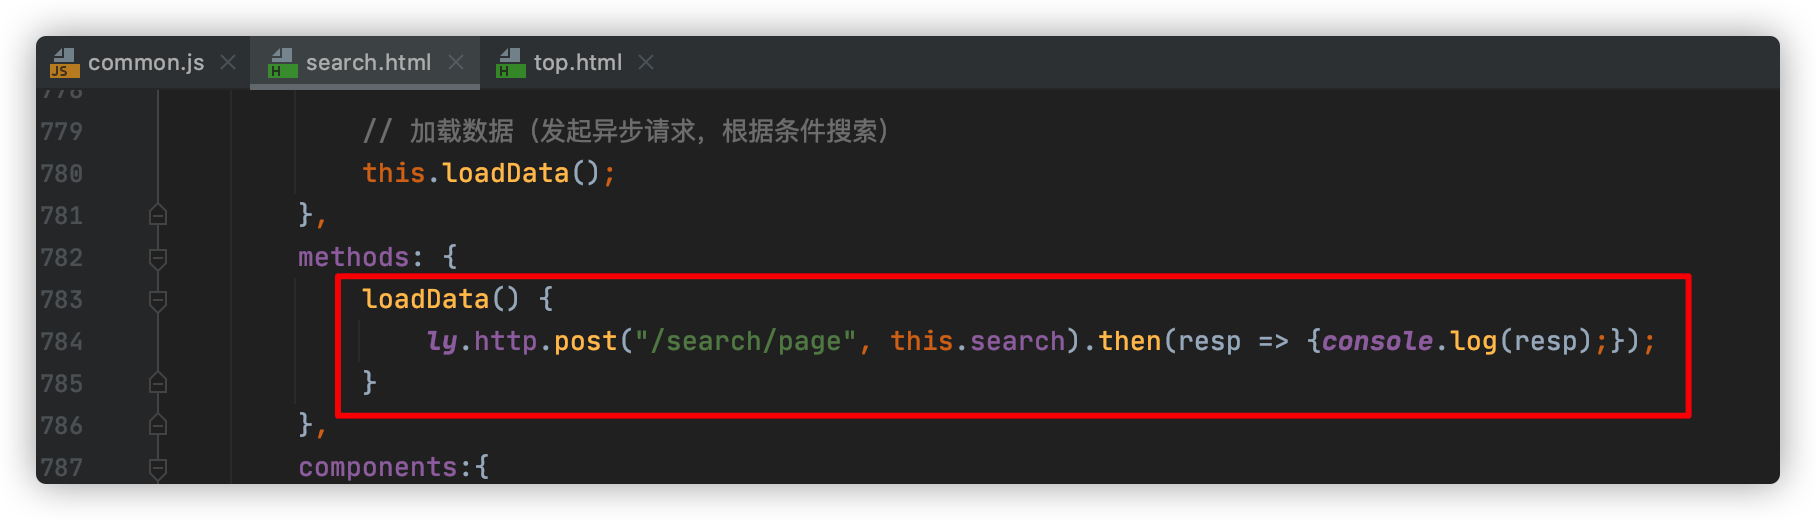 common.js search.html top.html
778
779 // 加载数据（发起异步请求，根据条件搜索）
780 this.loadData();
781 },
782 methods: {
783 loadData() {
784 ly.http.post("/search/page", this.search).then(resp => {console.log(resp);});
785 }
786 },
787 components:{